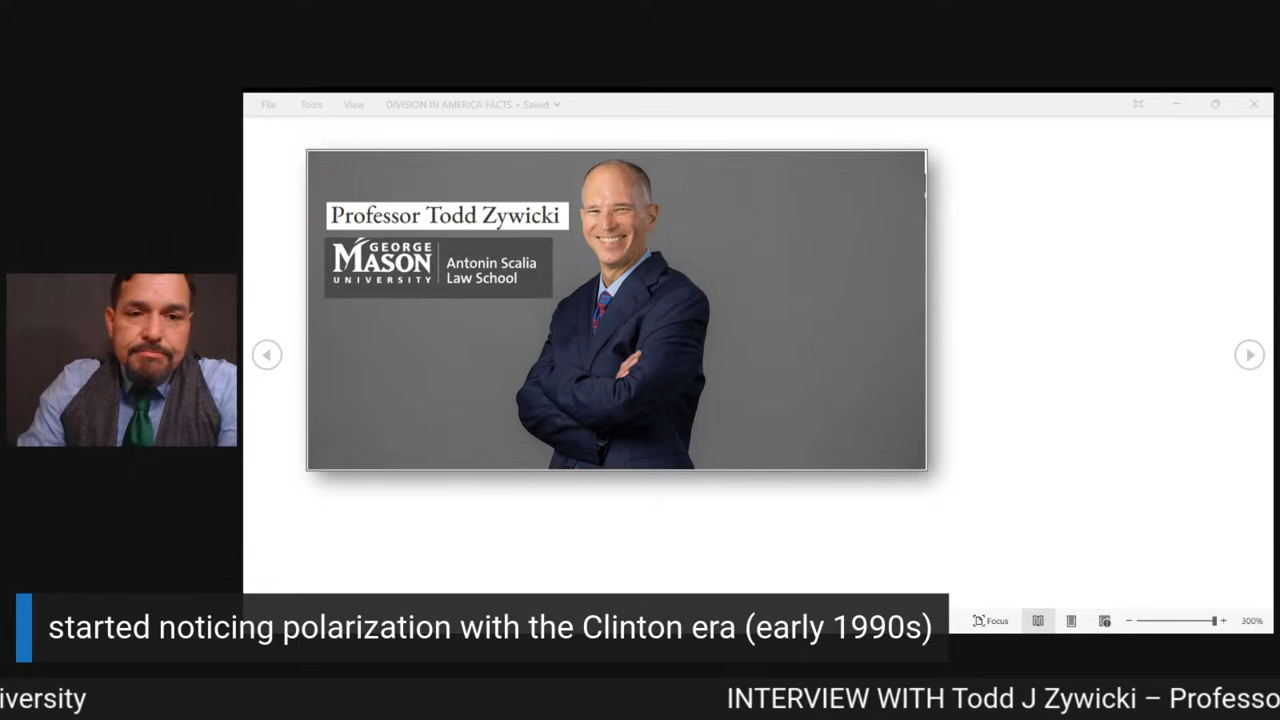 File Tools View DIVISION IN AMERICA FACTS • Saved
Professor Todd Zywicki
GEORGE
MASON
UNIVERSITY
Antonin Scalia
Law School
started noticing polarization with the Clinton era (early 1990s)
Focus
300%
iversity
INTERVIEW WITH Todd J Zywicki – Professo